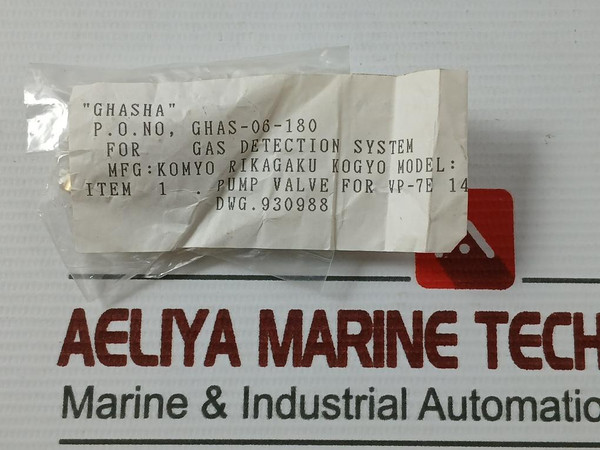 "GHASHA"
P.O.NO, GHAS-06-180
FOR GAS DETECTION SYSTEM
MFG:KOMYO RIKAGAKU KOGYO MODEL:
ITEM 1 . PUMP VALVE FOR VP-7E 14
DWG.930988
AELIYA MARINE TECH
Marine & Industrial Automatio